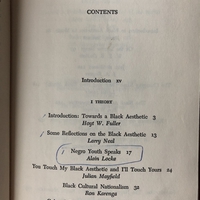 CONTENTS
Introduction xv
I THEORY
Introduction: Towards a Black Aesthetic 3
Hoyt W. Fuller
Some Reflections on the Black Aesthetic 12
Larry Neal
Negro Youth Speaks 17
Alain Locke
You Touch My Black Aesthetic and I'll Touch Yours 24
Julian Mayfield
Black Cultural Nationalism 32
Ron Karenga